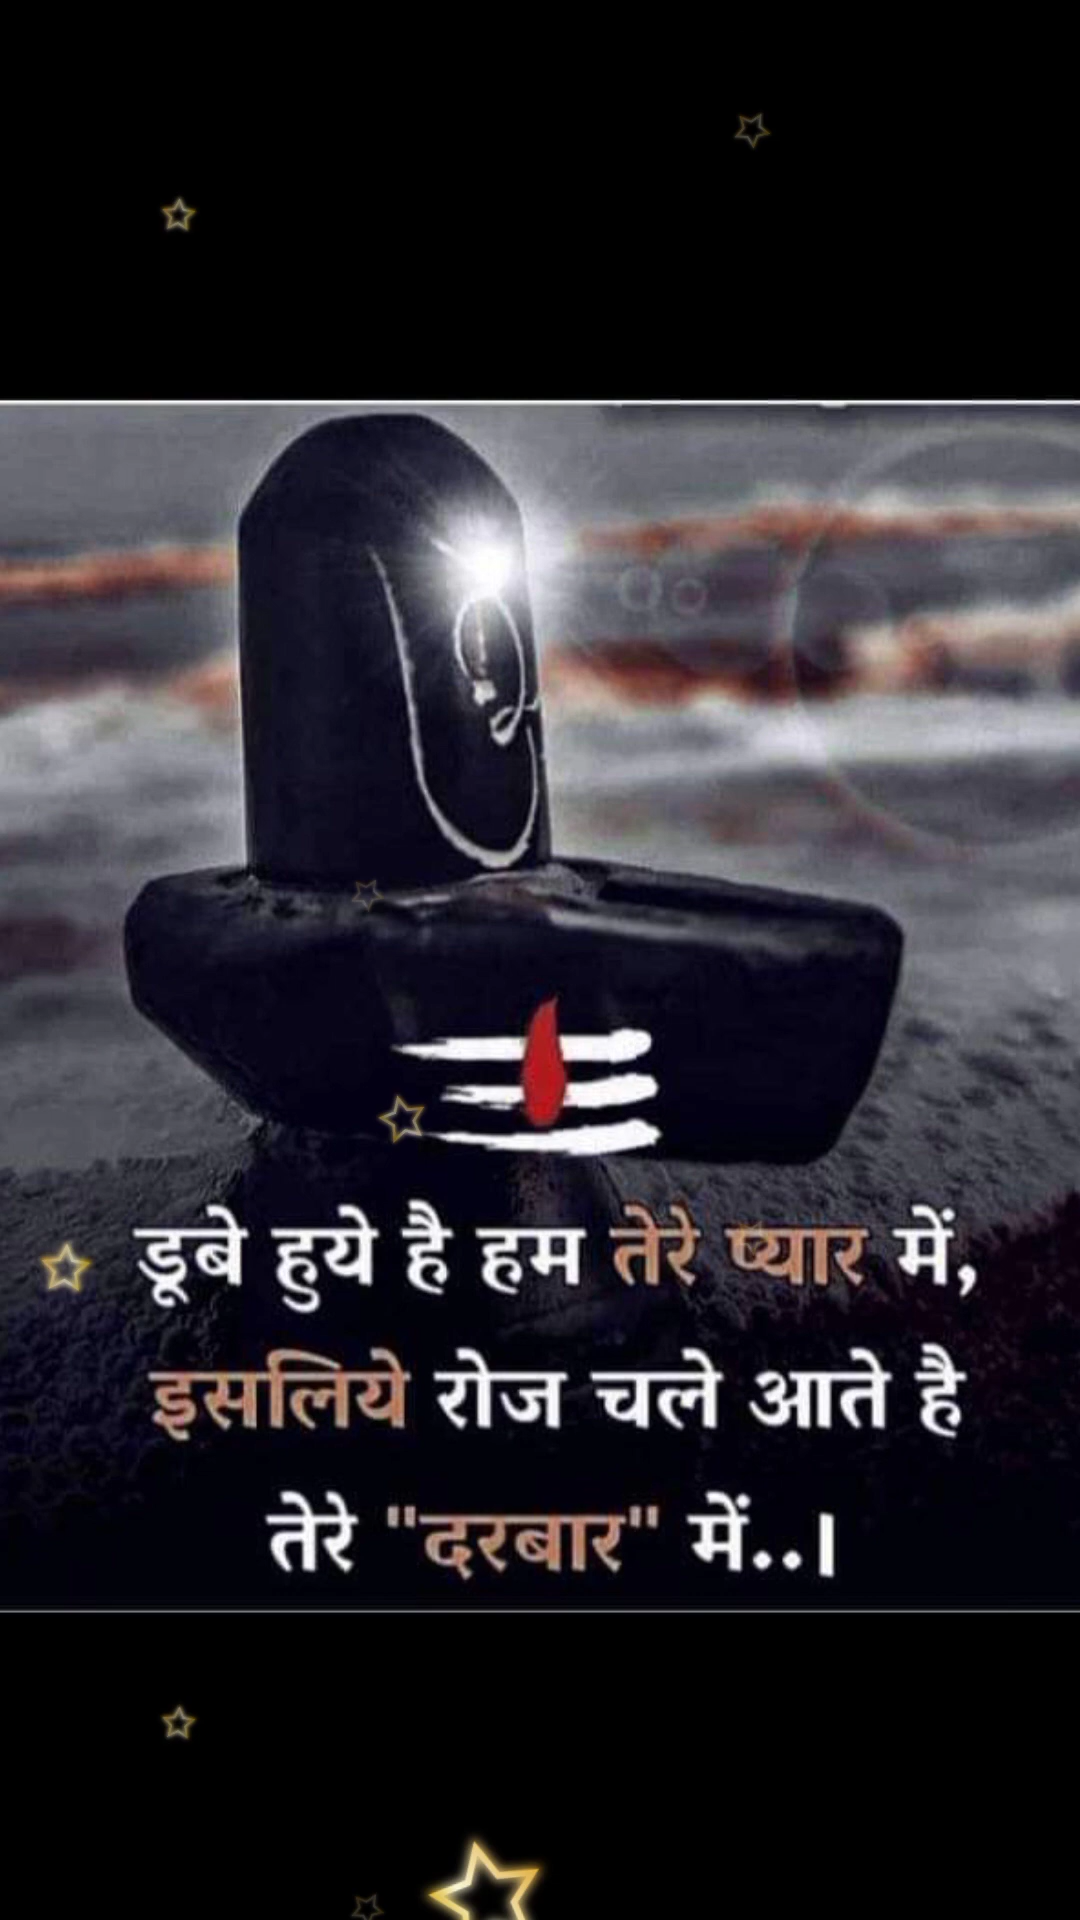 डूबे हुये है हम तेरे प्यार में,
इसलिये रोज चले आते है
तेरे "दरबार" में..।